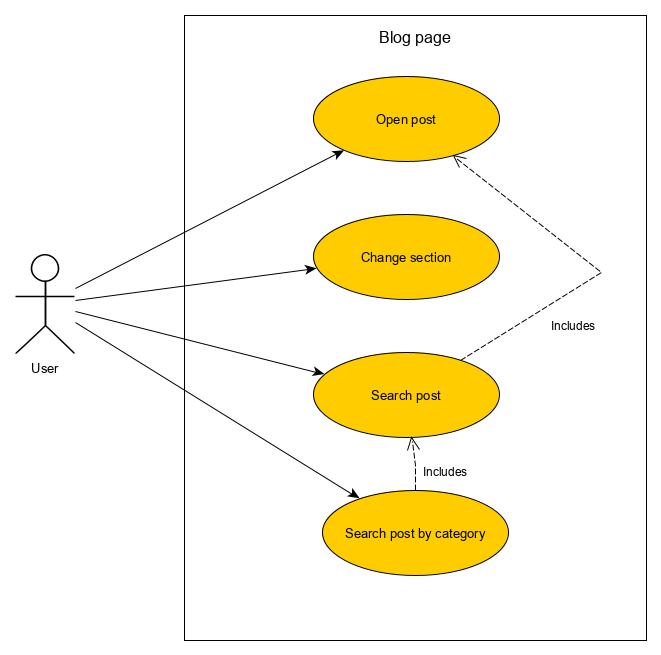 Blog page
Open post
Change section
Includes
User
Search post
Includes
Search post by category